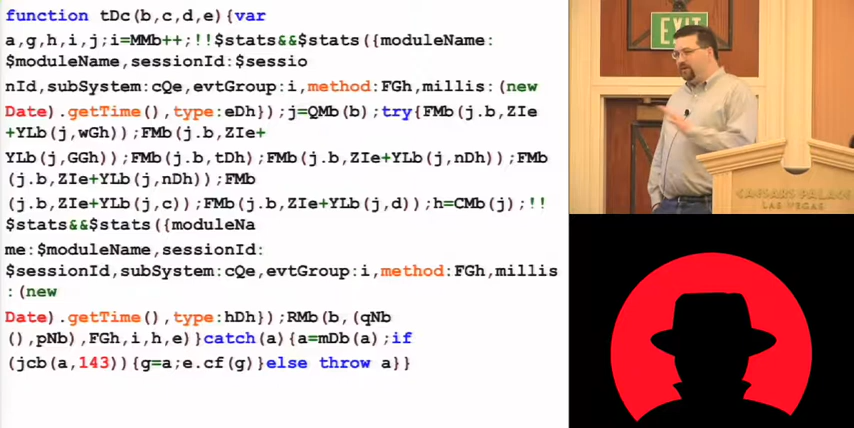 function tDc(b,c,d,e){var
a,g,h,i,j;i=MMb++;!!$stats&&$stats({moduleName:
$moduleName,sessionId:$sessio
nId,subSystem:cQe,evtGroup:i,method:FGh,millis:(new
Date).getTime(),type:eDh});j=QMb(b);try{FMb(j.b,ZIe
+YLb(j,wGh));FMb(j.b,ZIe+
YLb(j,GGh));FMb(j.b,tDh);FMb(j.b,ZIe+YLb(j,nDh));FMb
(j.b,ZIe+YLb(j,nDh));FMb
(j.b,ZIe+YLb(j,c));FMb(j.b,ZIe+YLb(j,d));h=CMb(j);!!
$stats&&$stats({moduleNa
me:$moduleName,sessionId:
$sessionId,subSystem:cQe,evtGroup:i,method:FGh,millis
:(new
Date).getTime(),type:hDh});RMb(b,(qNb
(),pNb),FGh,i,h,e)}catch(a){a=mDb(a);if
(jcb(a,143)){g=a;e.cf(g)}else throw a}}
EXIT
CAESARS PALACE
LAS VEGAS